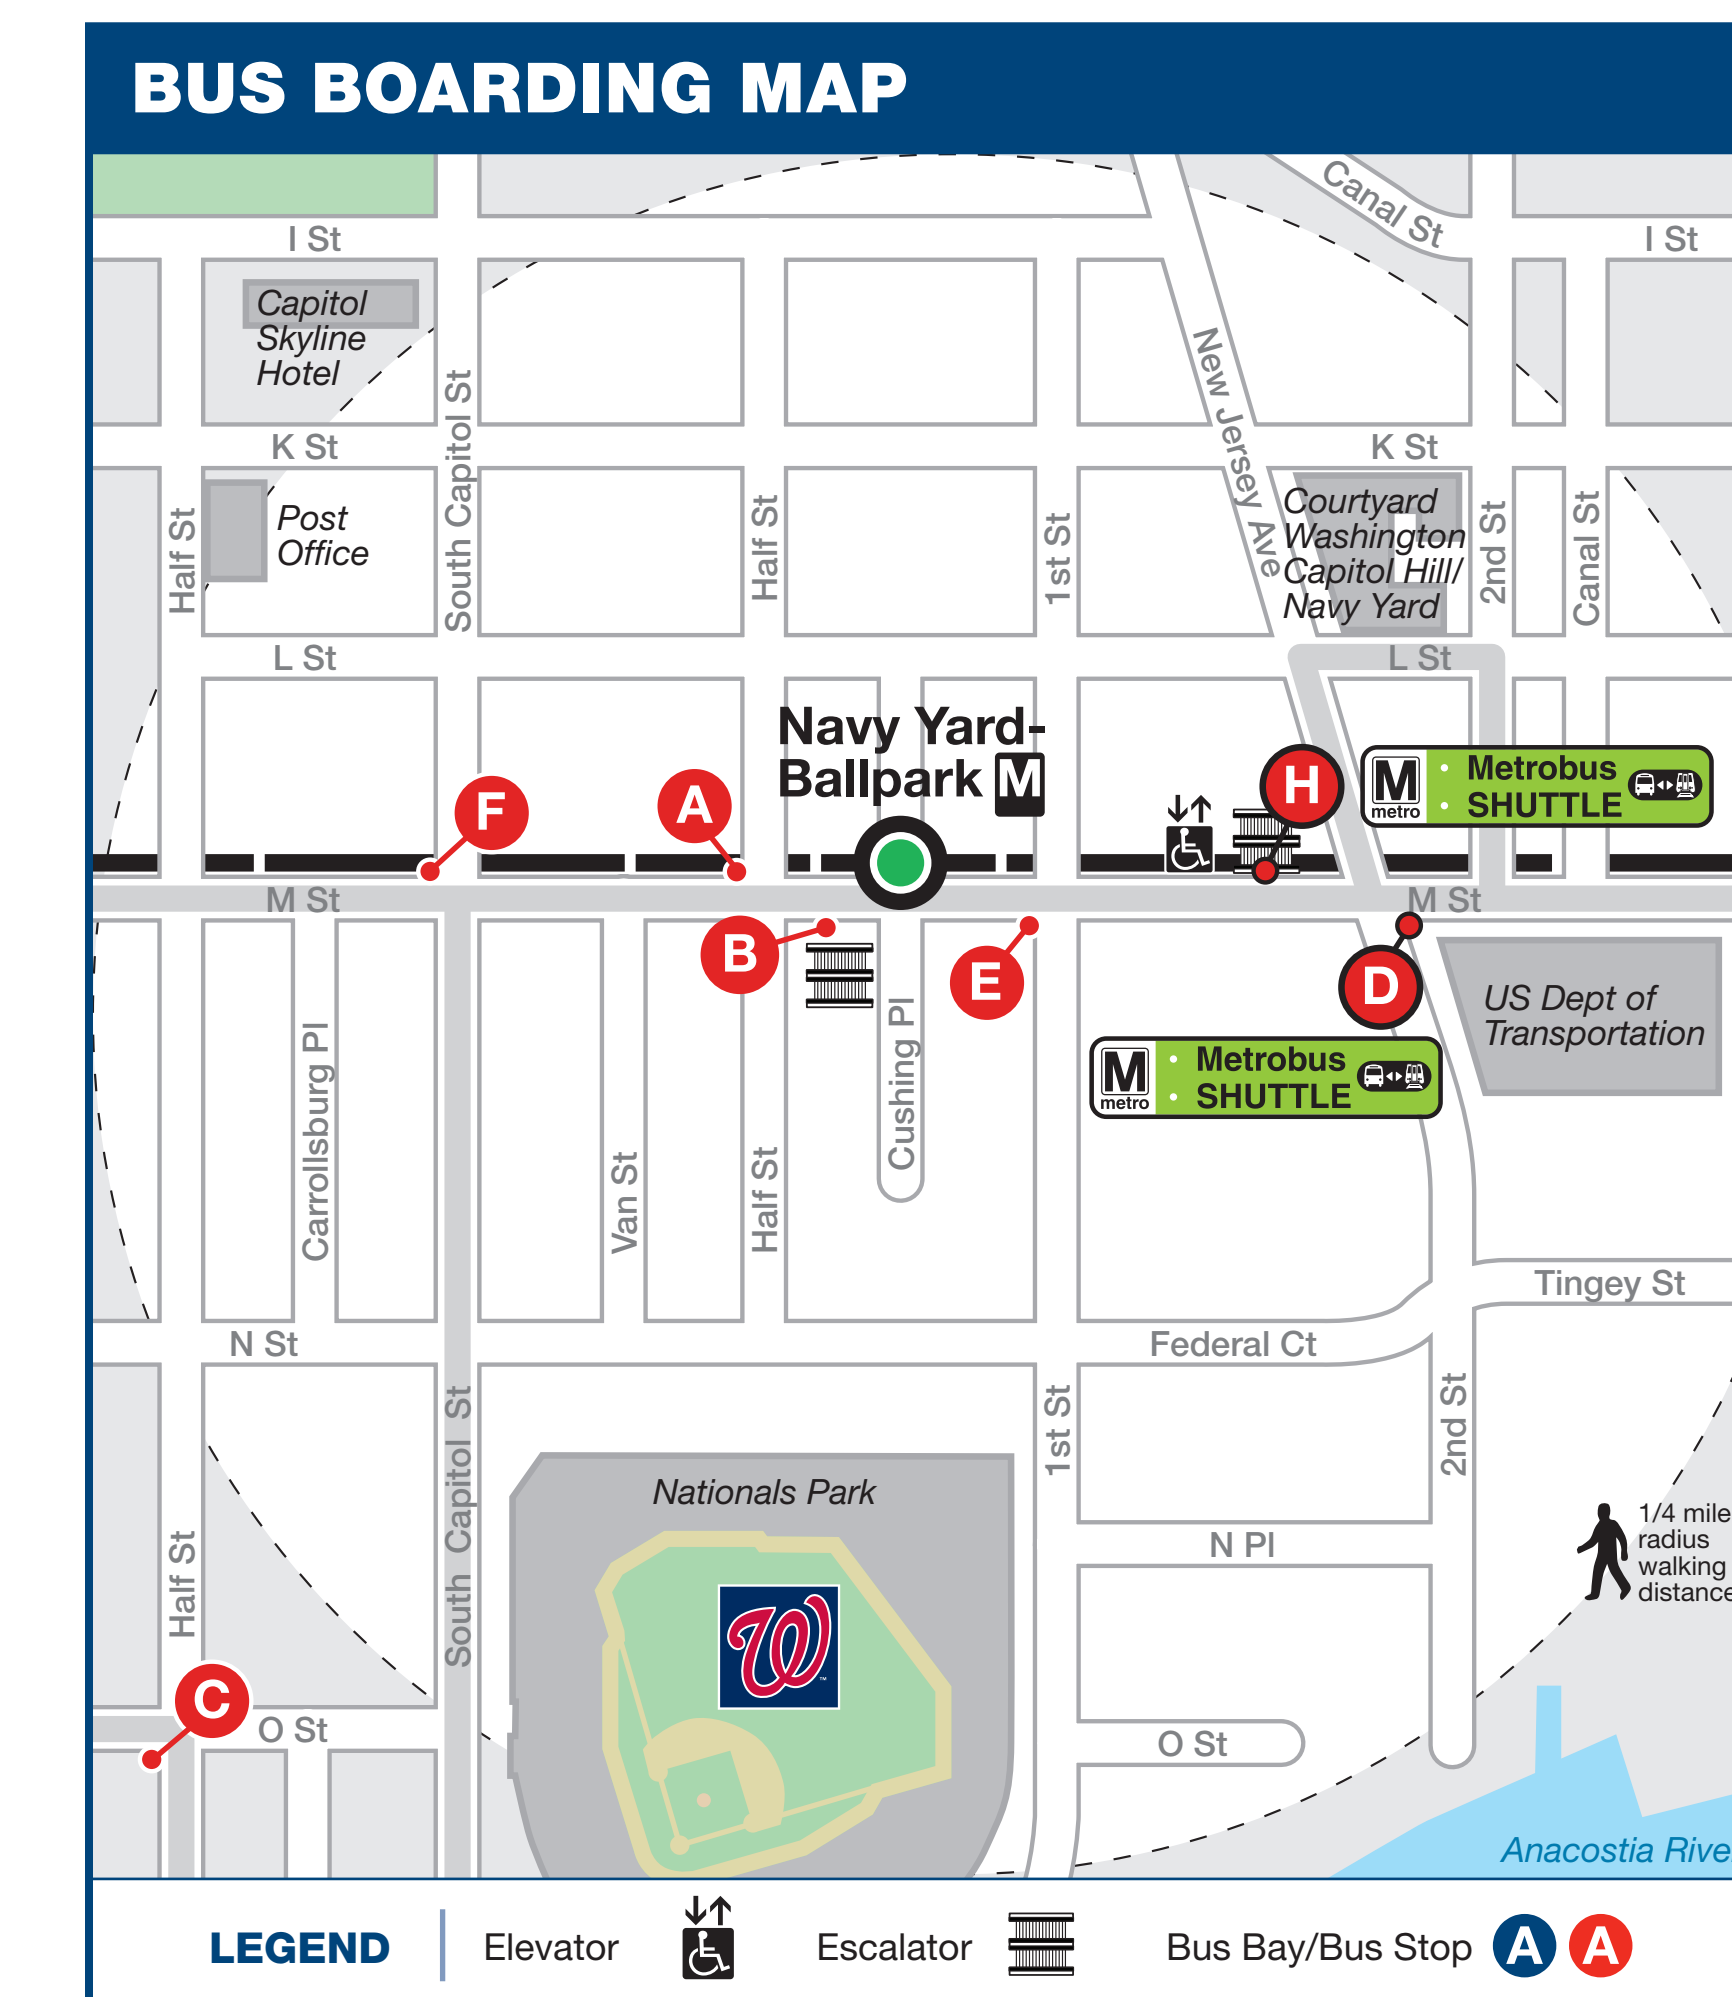 BUS BOARDING MAP
Canal St
I St
I St
Capitol
Skyline
Hotel
New Jersey Ave
South Capitol St
K St
K St
Courtyard
Washington
Capitol Hill/
Navy Yard
Post
Office
Half St
Half St
1st St
2nd St
Canal St
L St
L St
Navy Yard-
Ballpark M
F
A
H
M
metro
• Metrobus
• SHUTTLE
M St
M St
B
E
D
US Dept of
Transportation
M
metro
• Metrobus
• SHUTTLE
Carrollsburg Pl
Van St
Half St
Cushing Pl
Tingey St
N St
Federal Ct
South Capitol St
1st St
2nd St
Nationals Park
N Pl
1/4 mile
radius
walking
distance
Half St
W
™
C
O St
O St
Anacostia Rive
LEGEND
Elevator
Escalator
Bus Bay/Bus Stop A A